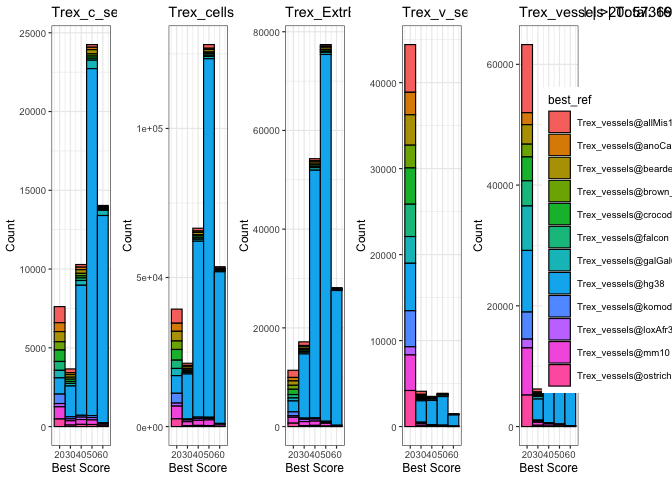 Trex_c_se
Trex_cells
Trex_Extrl
Trex_v_se
Trex_vessels
Count
25000
20000
15000
10000
5000
0
2030405060
Best Score
Count
1e+05
5e+04
0e+00
2030405060
Best Score
Count
80000
60000
40000
20000
0
2030405060
Best Score
Count
40000
30000
20000
10000
0
2030405060
Best Score
Count
60000
40000
20000
0
2030405060
Best Score
best_ref
Trex_vessels@allMis1
Trex_vessels@anoCa
Trex_vessels@bearde
Trex_vessels@brown_
Trex_vessels@crocod
Trex_vessels@falcon
Trex_vessels@galGal
Trex_vessels@hg38
Trex_vessels@komod
Trex_vessels@loxAfr3
Trex_vessels@mm10
Trex_vessels@ostrich